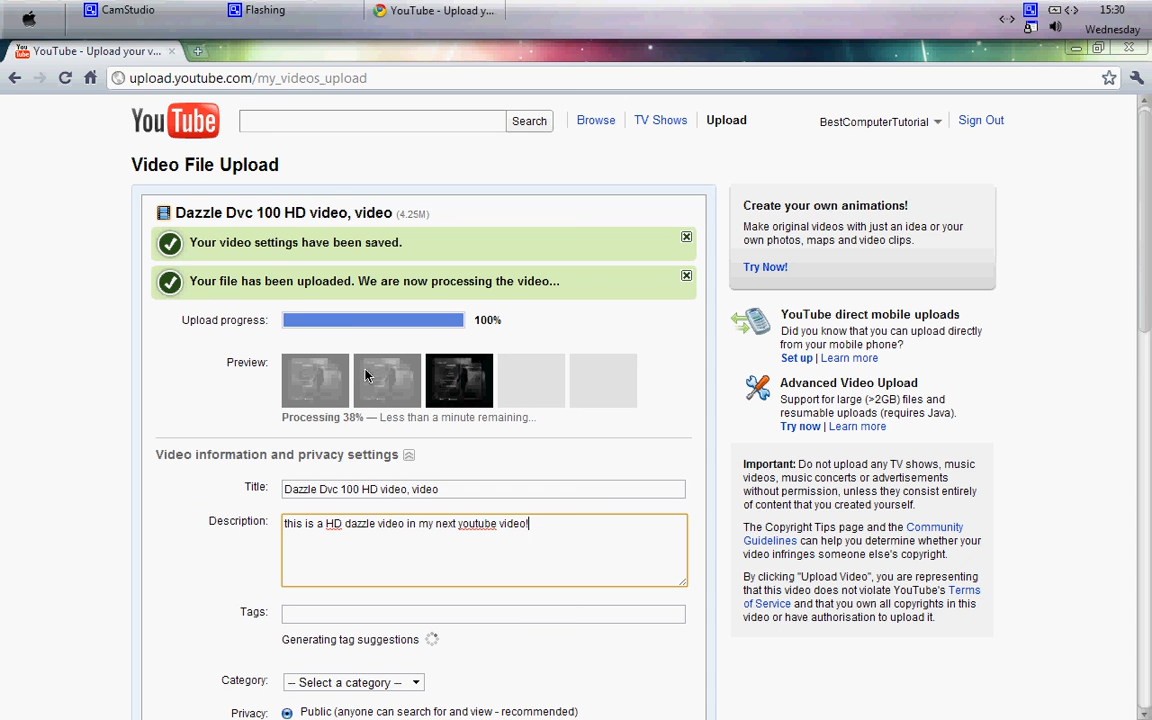 CamStudio
Flashing
YouTube - Upload y...
15:30
Wednesday
YouTube - Upload your v...
upload.youtube.com/my_videos_upload
YouTube
Search
Browse
TV Shows
Upload
BestComputerTutorial
Sign Out
Video File Upload
Dazzle Dvc 100 HD video, video (4.25M)
Your video settings have been saved.
Your file has been uploaded. We are now processing the video...
Upload progress:
100%
Preview:
Processing 38% — Less than a minute remaining...
Video information and privacy settings
Title:
Dazzle Dvc 100 HD video, video
Description:
this is a HD dazzle video in my next youtube video!
Tags:
Generating tag suggestions
Category:
-- Select a category --
Privacy:
Public (anyone can search for and view - recommended)
Create your own animations!
Make original videos with just an idea or your
own photos, maps and video clips.
Try Now!
YouTube direct mobile uploads
Did you know that you can upload directly
from your mobile phone?
Set up | Learn more
Advanced Video Upload
Support for large (>2GB) files and
resumable uploads (requires Java).
Try now | Learn more
Important: Do not upload any TV shows, music
videos, music concerts or advertisements
without permission, unless they consist entirely
of content that you created yourself.
The Copyright Tips page and the Community
Guidelines can help you determine whether your
video infringes someone else's copyright.
By clicking "Upload Video", you are representing
that this video does not violate YouTube's Terms
of Service and that you own all copyrights in this
video or have authorisation to upload it.